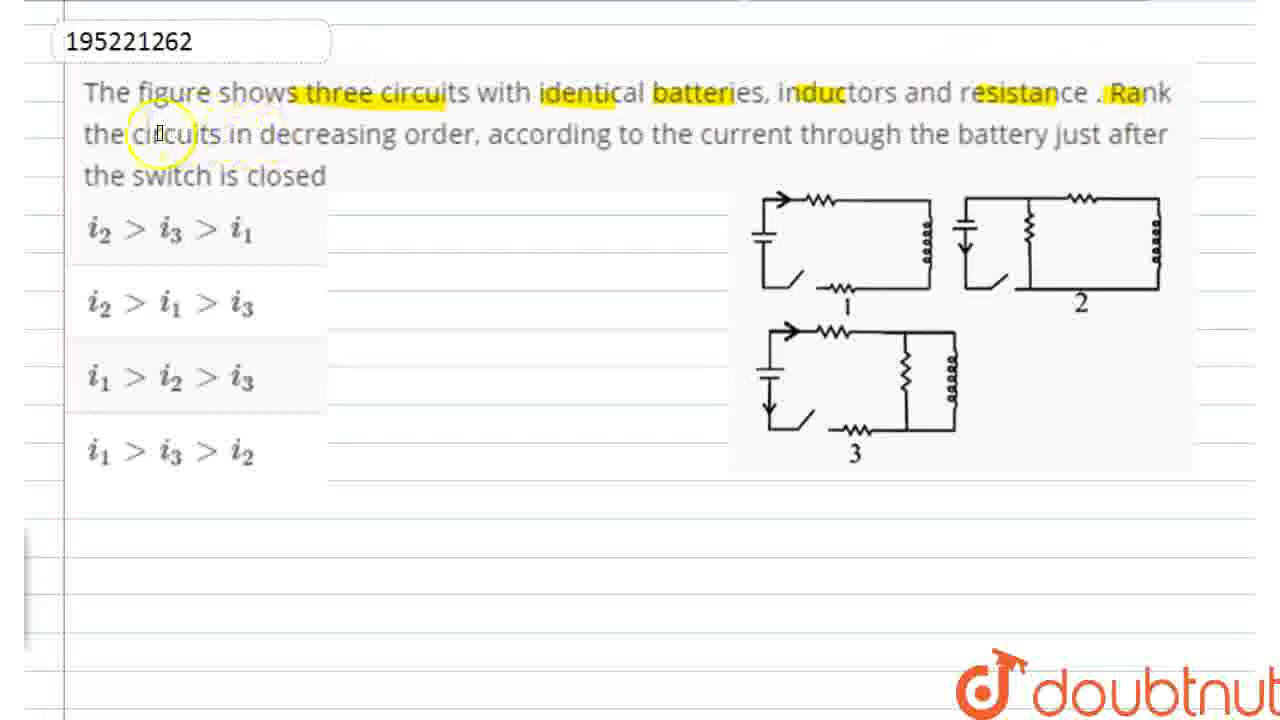 195221262
The figure shows three circuits with identical batteries, inductors and resistance . Rank
the circuits in decreasing order, according to the current through the battery just after
the switch is closed
i₂ > i₃ > i₁
i₂ > i₁ > i₃
i₁ > i₂ > i₃
i₁ > i₃ > i₂
1
2
3
doubtnut